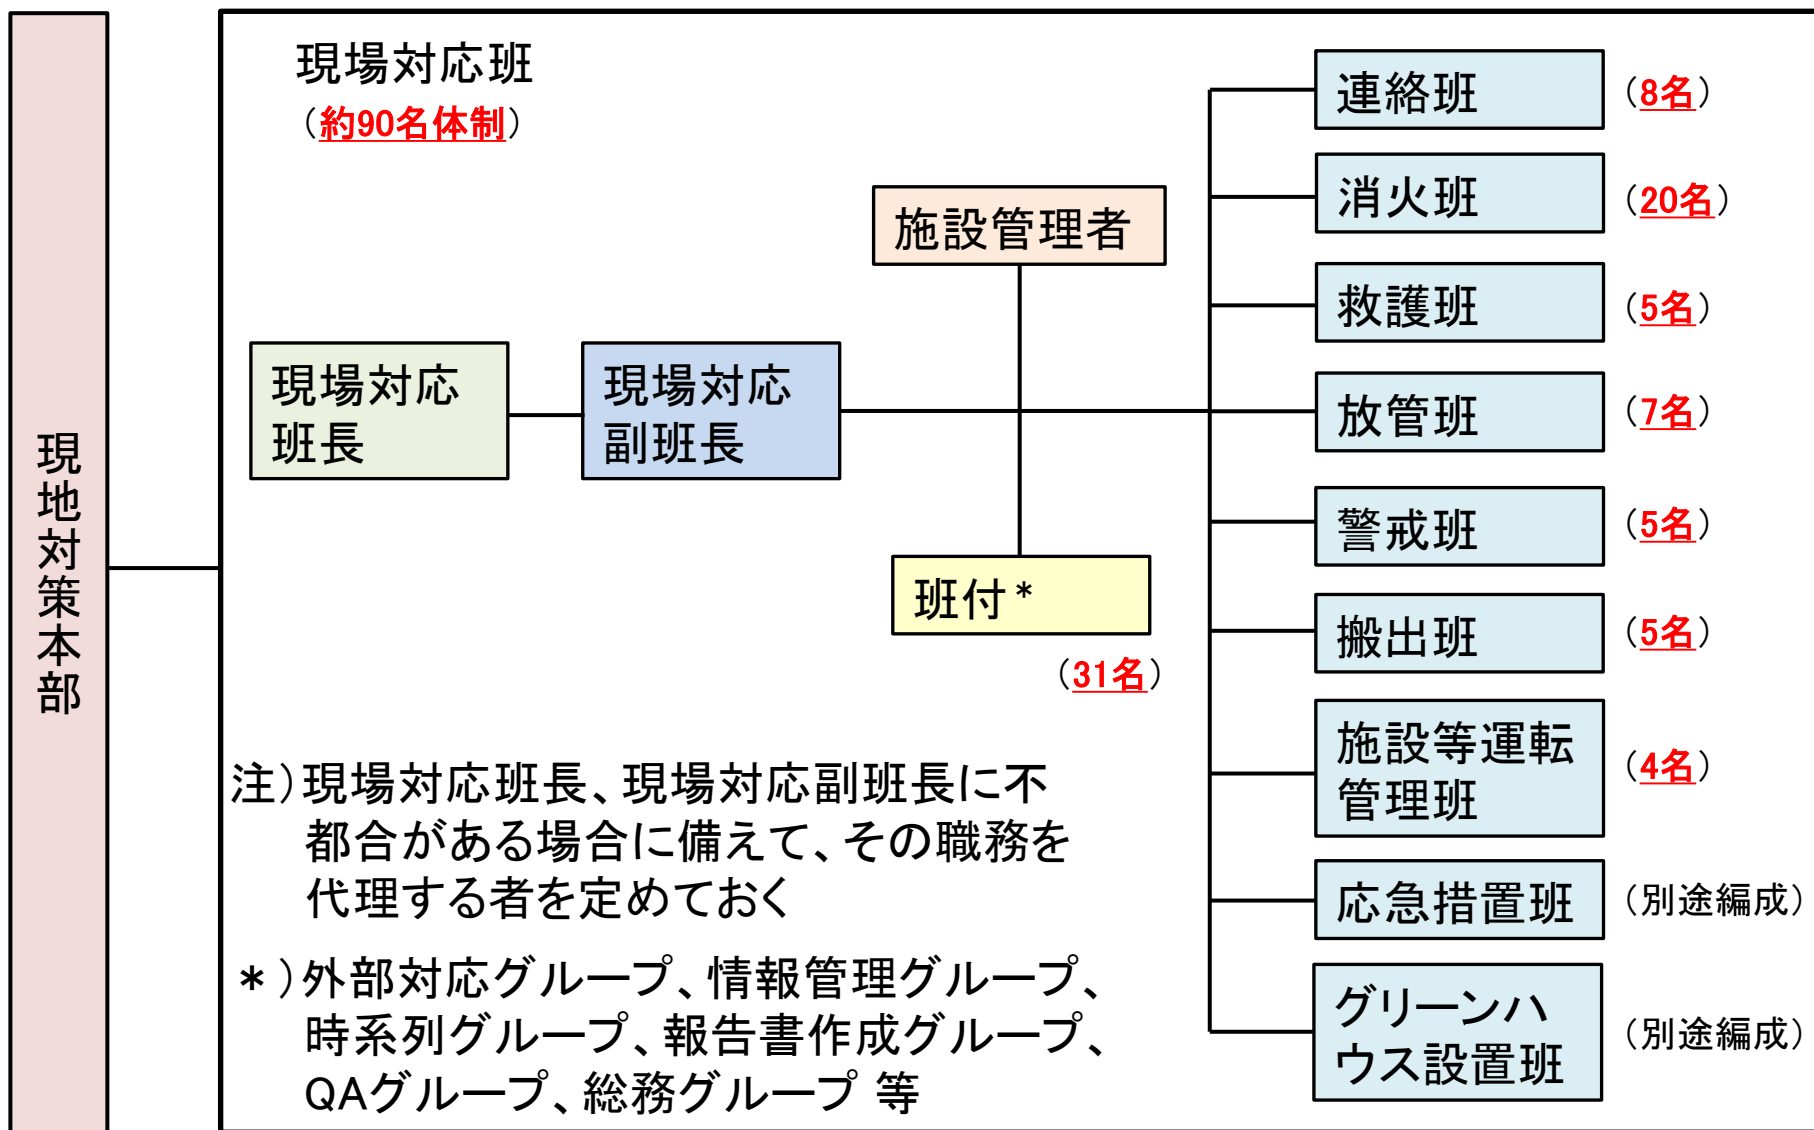 現地対策本部
現場対応班
（約90名体制）
施設管理者
現場対応
班長
現場対応
副班長
班付*
（31名）
連絡班 （8名）
消火班 （20名）
救護班 （5名）
放管班 （7名）
警戒班 （5名）
搬出班 （5名）
施設等運転
管理班
（4名）
応急措置班 （別途編成）
グリーンハ
ウス設置班
（別途編成）
注）現場対応班長、現場対応副班長に不
都合がある場合に備えて、その職務を
代理する者を定めておく
*）外部対応グループ、情報管理グループ、
時系列グループ、報告書作成グループ、
QAグループ、総務グループ 等